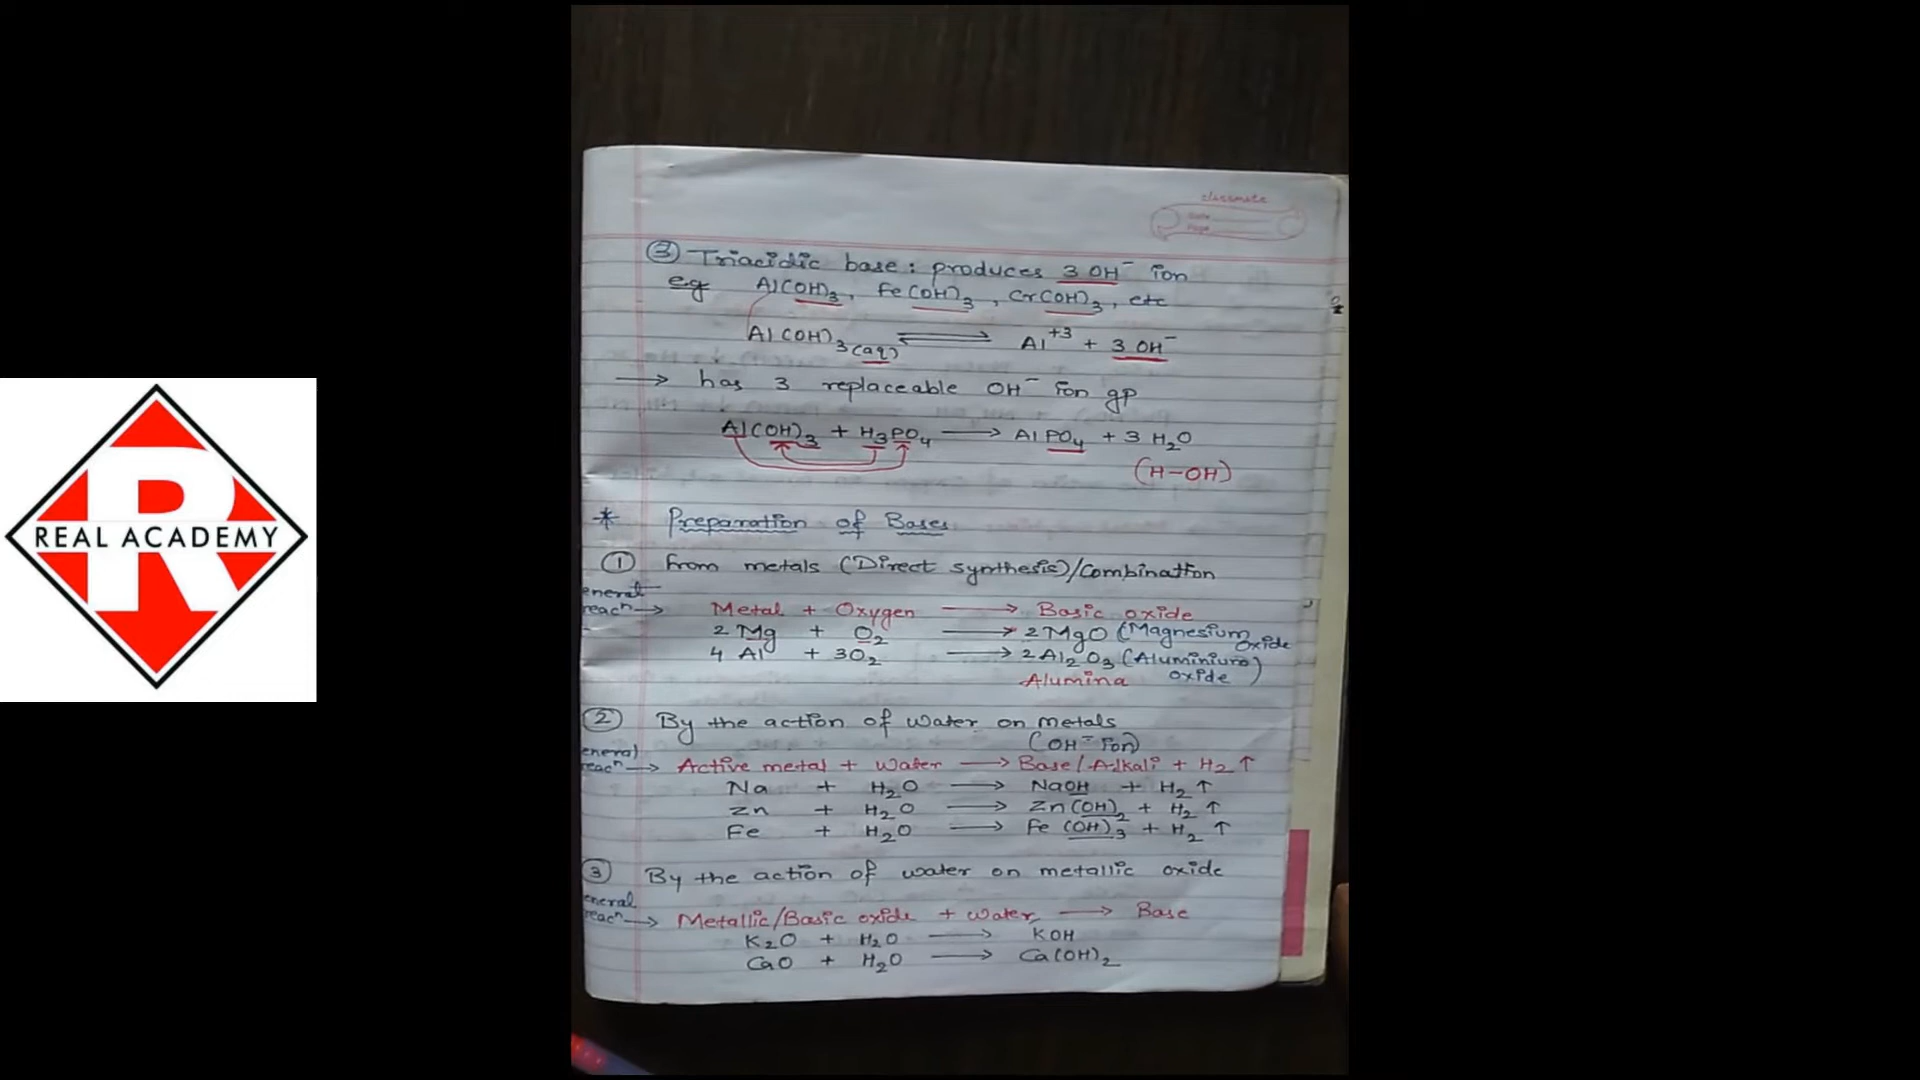 REAL ACADEMY
classmate
Date
Page
③ Triacidic base : produces 3 OH⁻ ion
eg Al(OH)₃, Fe(OH)₃, Cr(OH)₃, etc
Al(OH)₃(aq) ⇌ Al⁺³ + 3 OH⁻
→ has 3 replaceable OH⁻ ion gp
Al(OH)₃ + H₃PO₄ → AlPO₄ + 3 H₂O
(H-OH)
* Preparation of Bases
① From metals (Direct synthesis)/Combination
eneral
reacⁿ → Metal + Oxygen → Basic oxide
2 Mg + O₂ → 2 MgO (Magnesium oxide
4 Al + 3O₂ → 2 Al₂O₃ (Aluminium oxide)
Alumina
② By the action of water on metals
(OH⁻ ion)
eneral
reacⁿ → Active metal + Water → Base/Alkali + H₂ ↑
Na + H₂O → NaOH + H₂ ↑
Zn + H₂O → Zn(OH)₂ + H₂ ↑
Fe + H₂O → Fe(OH)₃ + H₂ ↑
③ By the action of water on metallic oxide
eneral
reacⁿ → Metallic/Basic oxide + Water → Base
K₂O + H₂O → KOH
CaO + H₂O → Ca(OH)₂